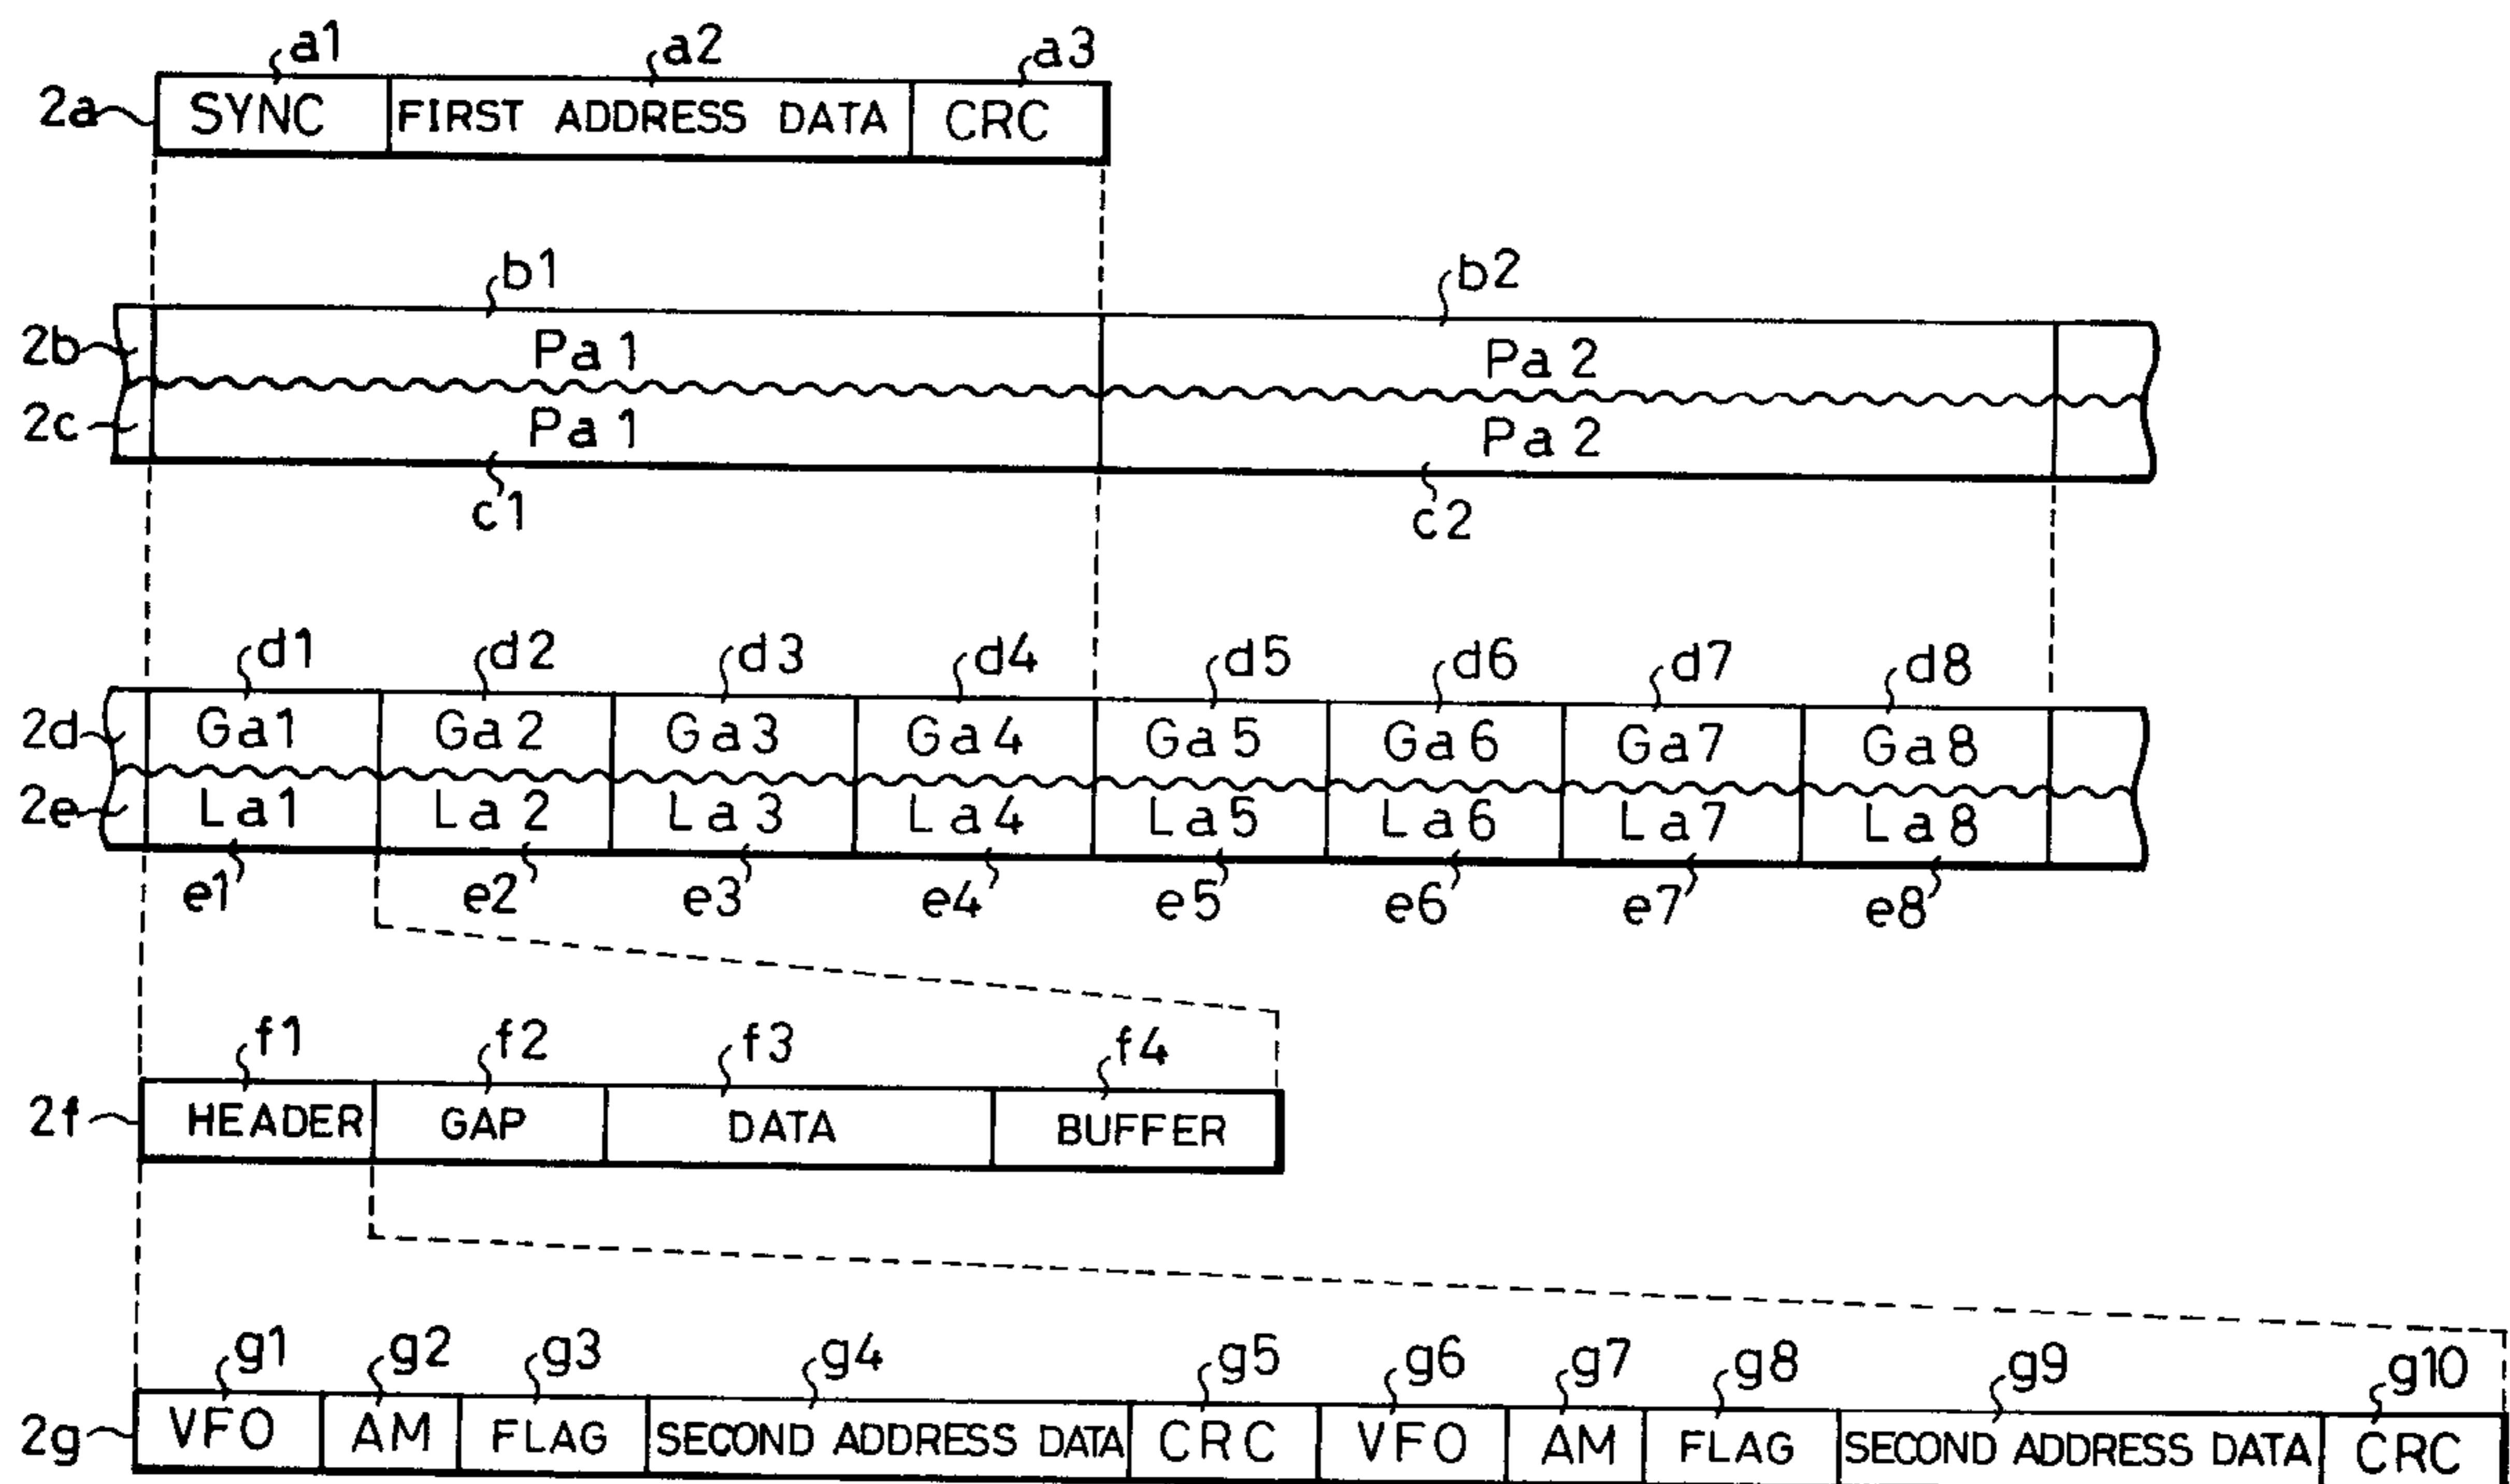 a1 a2 a3
2a SYNC FIRST ADDRESS DATA CRC
b1 b2
2b Pa1 Pa2
2c Pa1 Pa2
c1 c2
d1 d2 d3 d4 d5 d6 d7 d8
2d Ga1 Ga2 Ga3 Ga4 Ga5 Ga6 Ga7 Ga8
2e La1 La2 La3 La4 La5 La6 La7 La8
e1 e2 e3 e4 e5 e6 e7 e8
f1 f2 f3 f4
2f HEADER GAP DATA BUFFER
g1 g2 g3 g4 g5 g6 g7 g8 g9 g10
2g VFO AM FLAG SECOND ADDRESS DATA CRC VFO AM FLAG SECOND ADDRESS DATA CRC